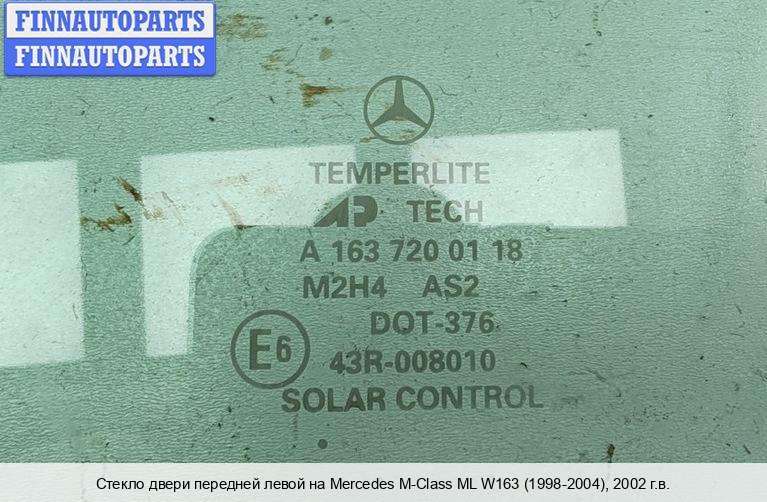 FINNAUTOPARTS
FINNAUTOPARTS
TEMPERLITE
AP TECH
A 163 720 01 18
M2H4 AS2
DOT-376
E6 43R-008010
SOLAR CONTROL
Стекло двери передней левой на Mercedes M-Class ML W163 (1998-2004), 2002 г.в.